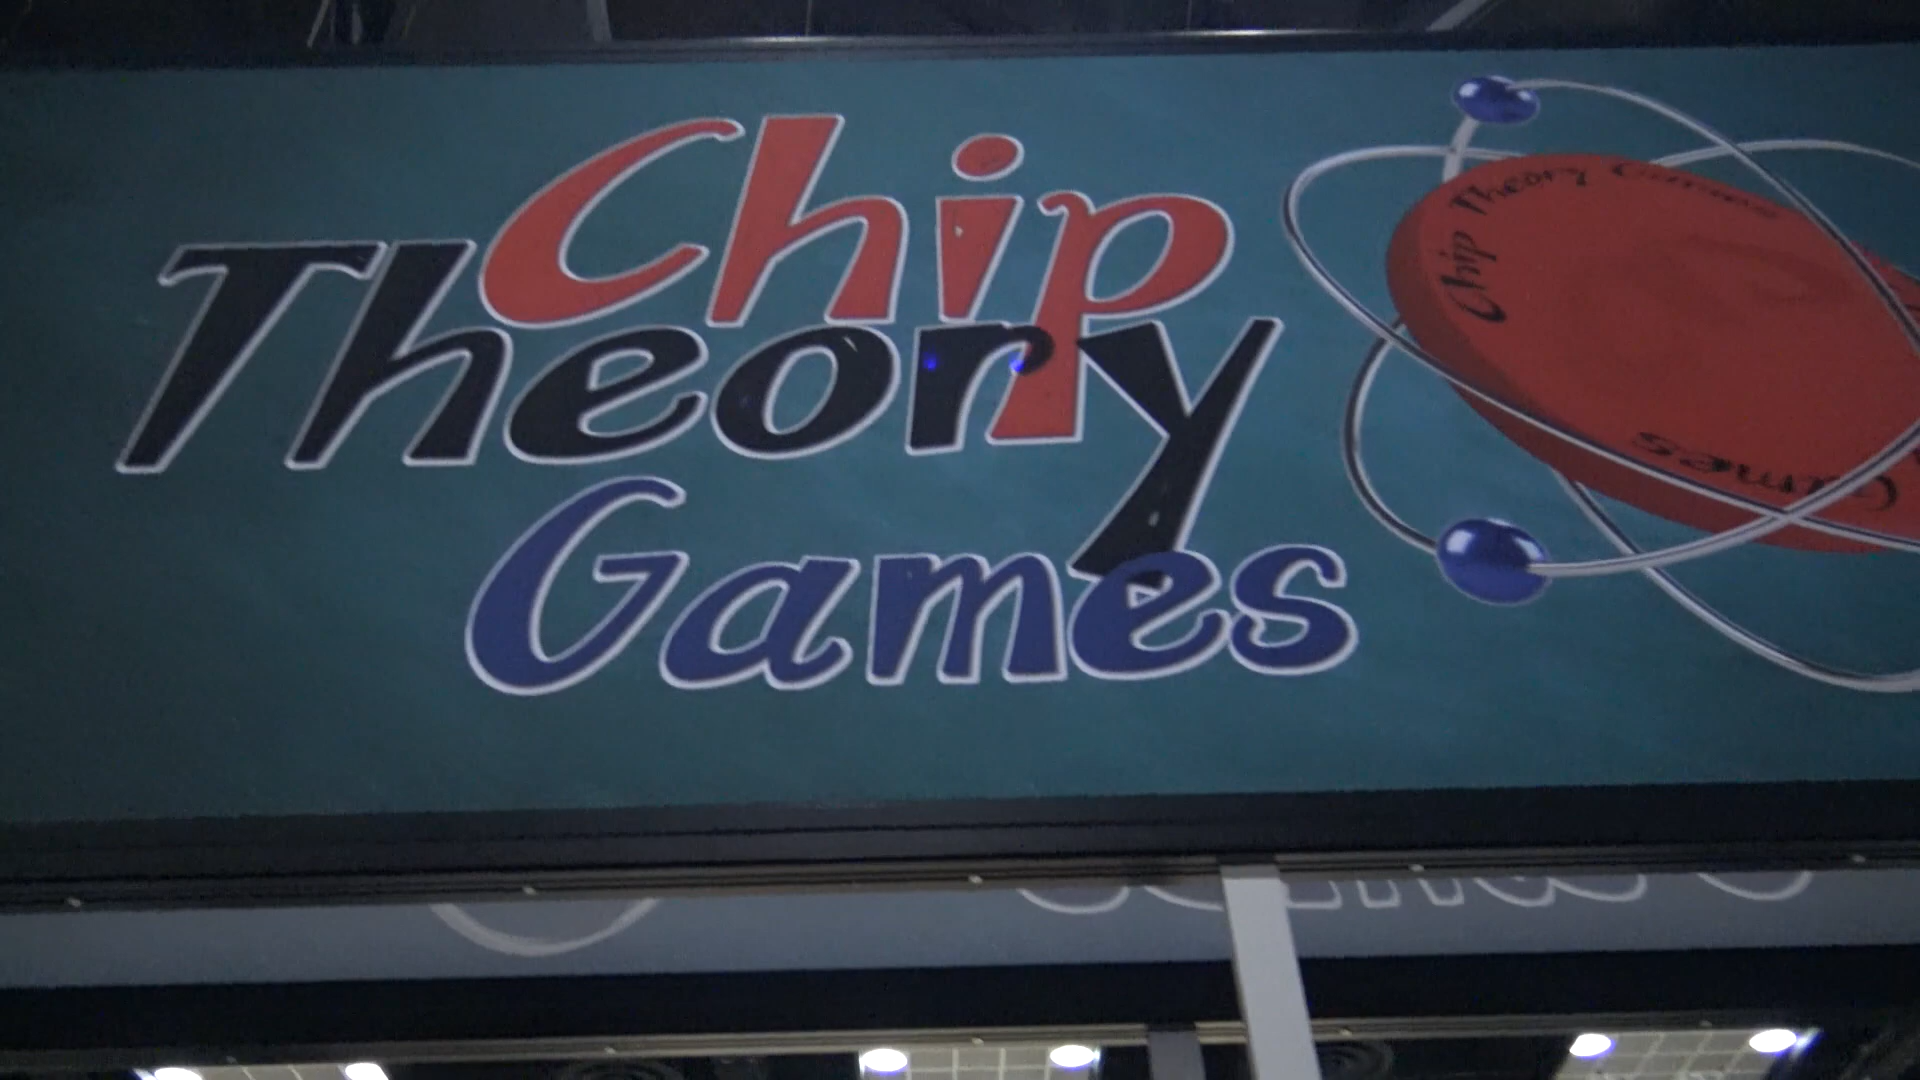 Chip
Theory
Games
Chip Theory Games
Games